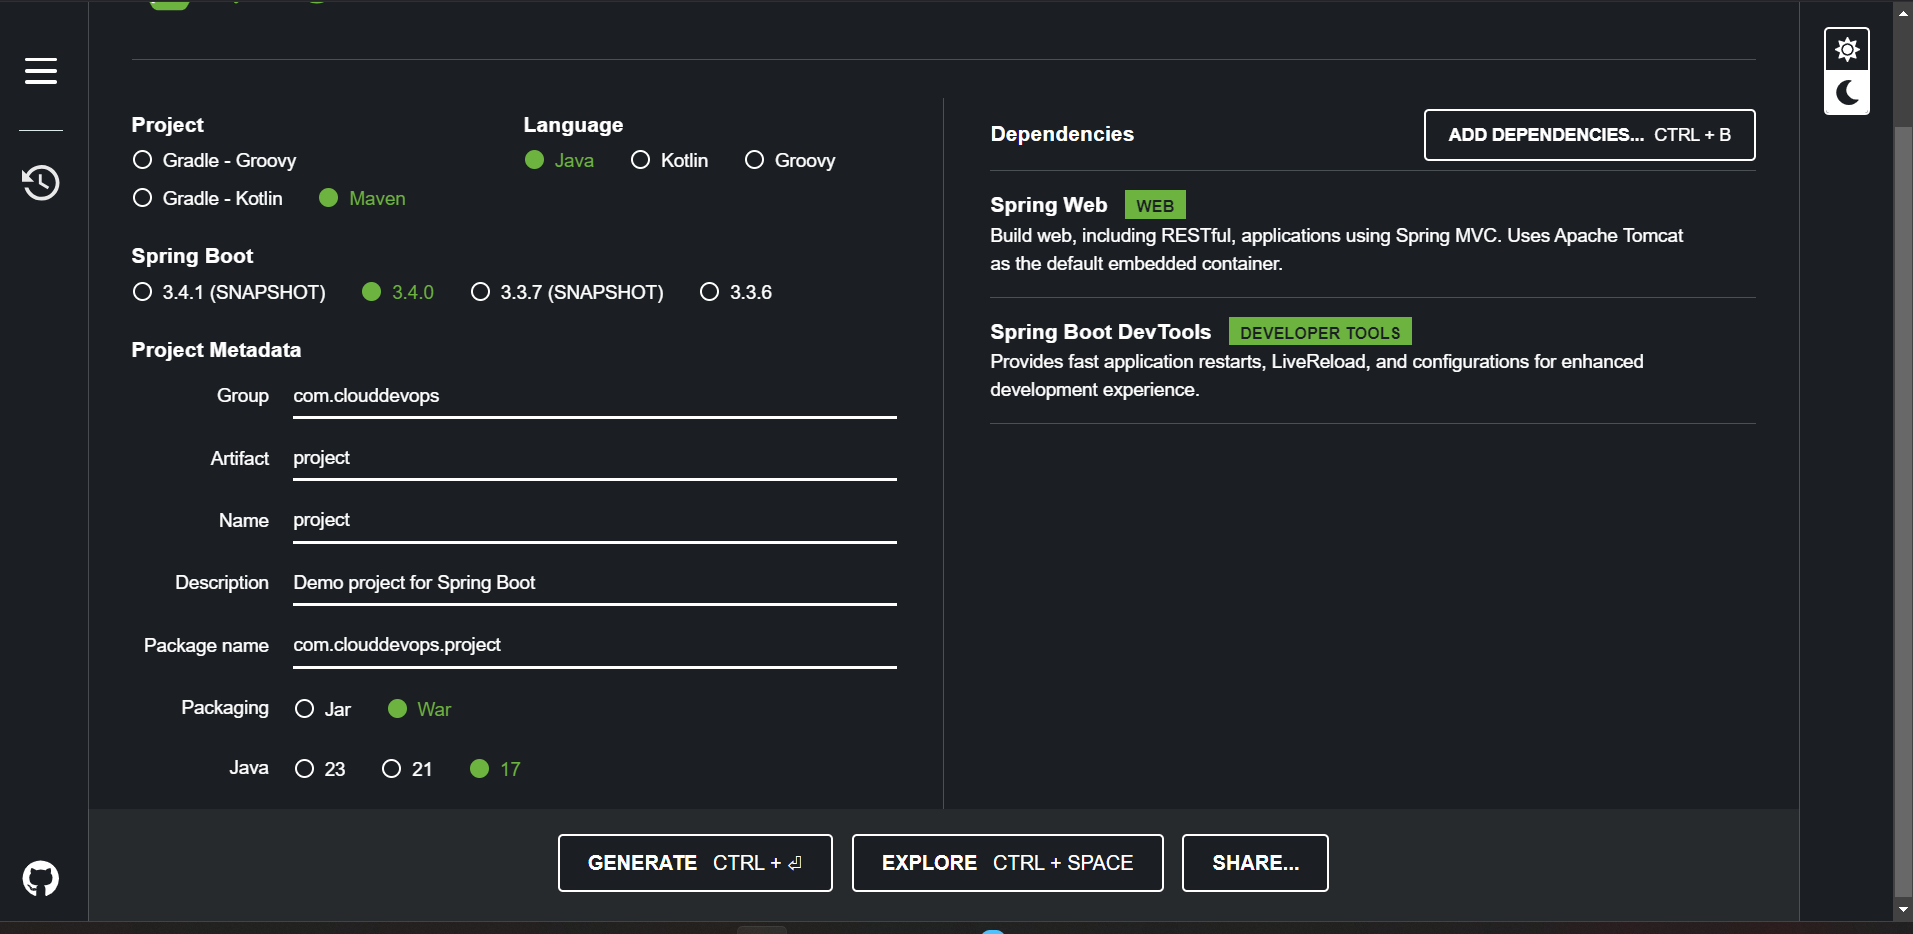 Project
Gradle - Groovy
Gradle - Kotlin Maven
Language
Java Kotlin Groovy
Spring Boot
3.4.1 (SNAPSHOT) 3.4.0 3.3.7 (SNAPSHOT) 3.3.6
Project Metadata
Group com.clouddevops
Artifact project
Name project
Description Demo project for Spring Boot
Package name com.clouddevops.project
Packaging Jar War
Java 23 21 17
Dependencies
ADD DEPENDENCIES... CTRL + B
Spring Web WEB
Build web, including RESTful, applications using Spring MVC. Uses Apache Tomcat
as the default embedded container.
Spring Boot DevTools DEVELOPER TOOLS
Provides fast application restarts, LiveReload, and configurations for enhanced
development experience.
GENERATE CTRL + ⏎
EXPLORE CTRL + SPACE
SHARE...